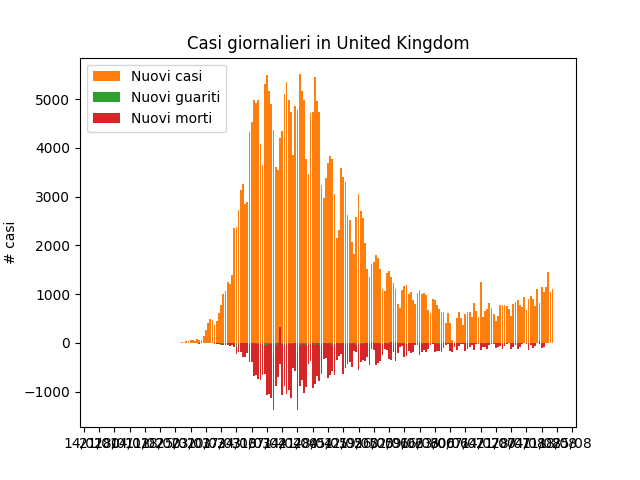 Casi giornalieri in United Kingdom
Nuovi casi
Nuovi guariti
Nuovi morti
# casi
5000
4000
3000
2000
1000
0
−1000